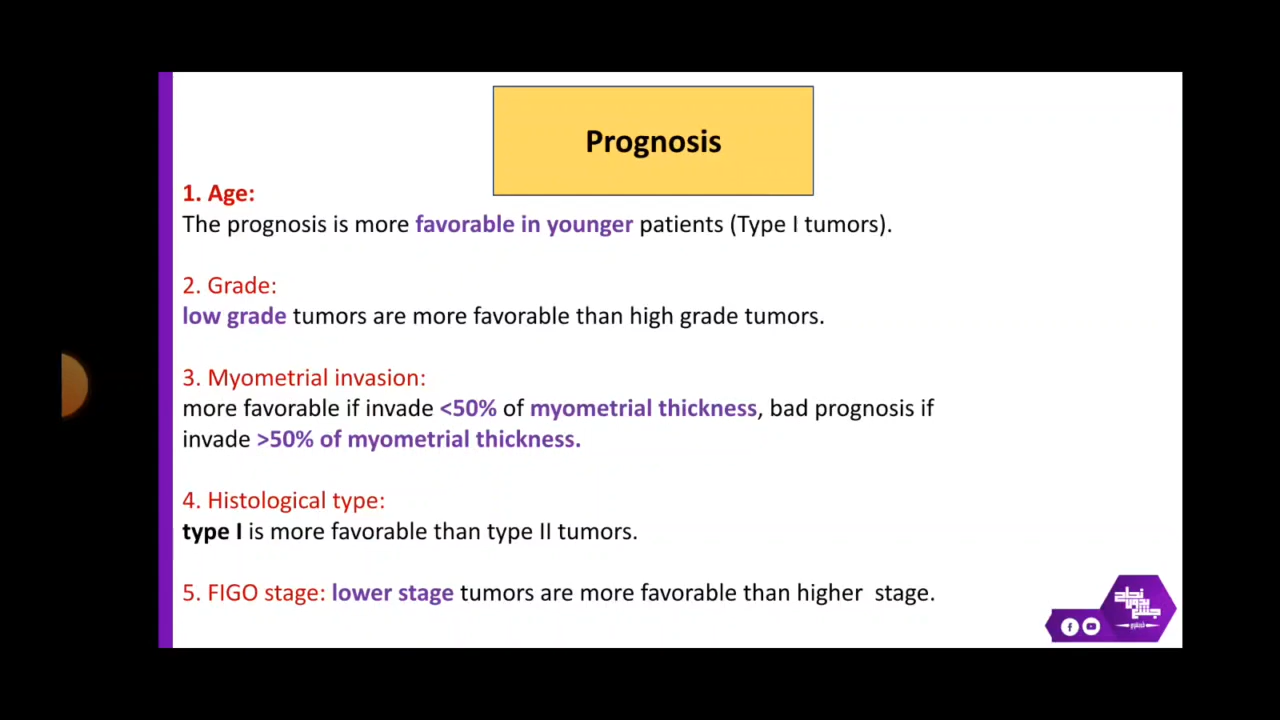 Prognosis
1. Age:
The prognosis is more favorable in younger patients (Type I tumors).
2. Grade:
low grade tumors are more favorable than high grade tumors.
3. Myometrial invasion:
more favorable if invade <50% of myometrial thickness, bad prognosis if
invade >50% of myometrial thickness.
4. Histological type:
type I is more favorable than type II tumors.
5. FIGO stage: lower stage tumors are more favorable than higher  stage.